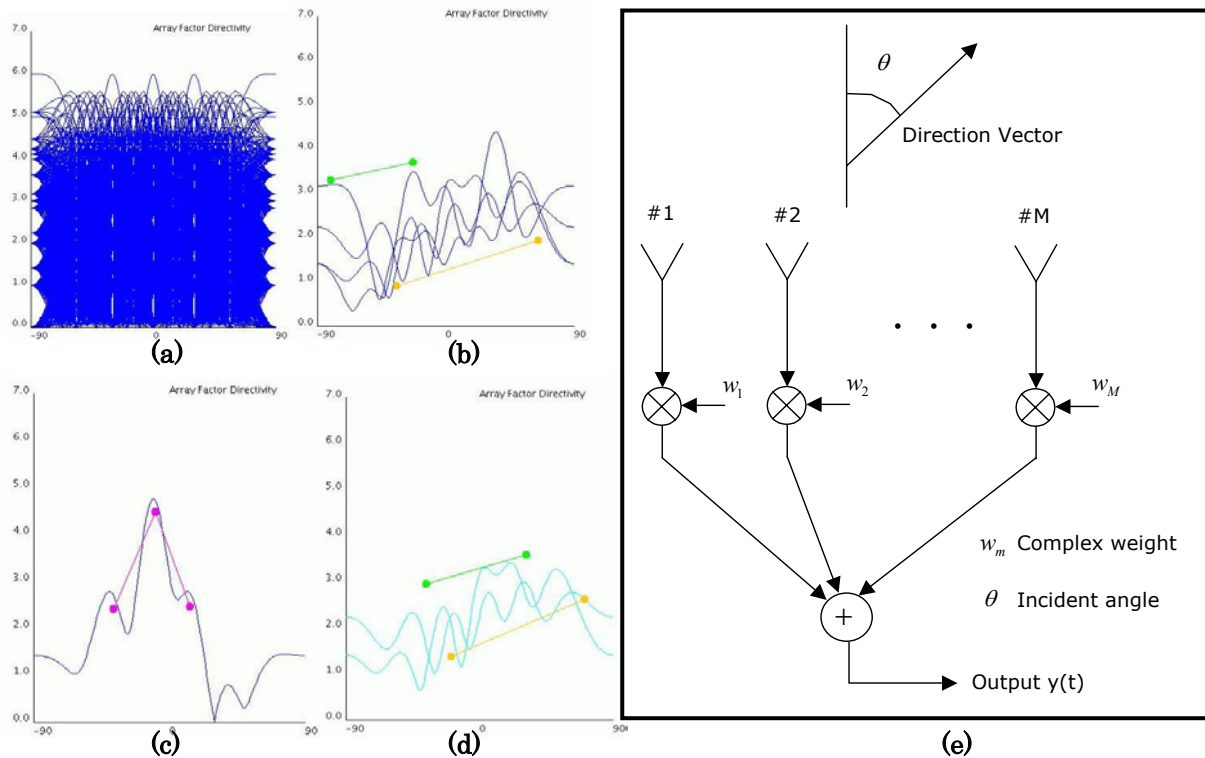 Array Factor Directivity
7.0
6.0
5.0
4.0
3.0
2.0
1.0
0.0
-90 0 90
(a)
Array Factor Directivity
7.0
6.0
5.0
4.0
3.0
2.0
1.0
0.0
-90 0 90
(b)
Array Factor Directivity
7.0
6.0
5.0
4.0
3.0
2.0
1.0
0.0
-90 0
(c)
Array Factor Directivity
7.0
6.0
5.0
4.0
3.0
2.0
1.0
0.0
-90 0 90
(d)
θ
Direction Vector
#1 #2 #M
. . .
w₁ w₂ w_M
w_m Complex weight
θ Incident angle
+
Output y(t)
(e)